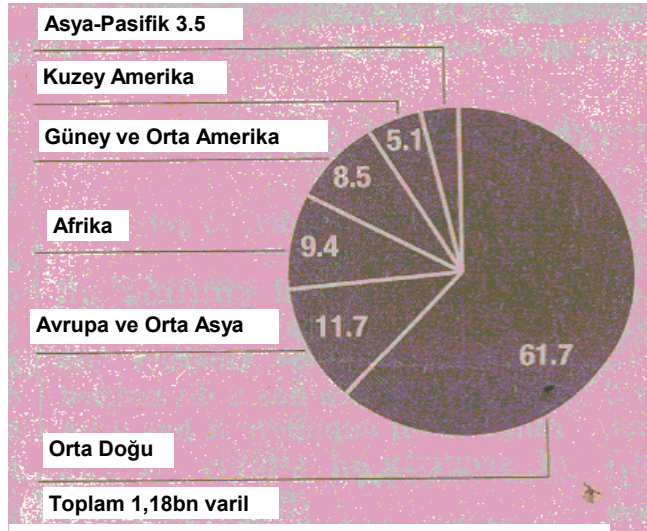 Asya-Pasifik 3.5
Kuzey Amerika
Güney ve Orta Amerika
5.1
8.5
Afrika
9.4
Avrupa ve Orta Asya
11.7
61.7
Orta Doğu
Toplam 1,18bn varil